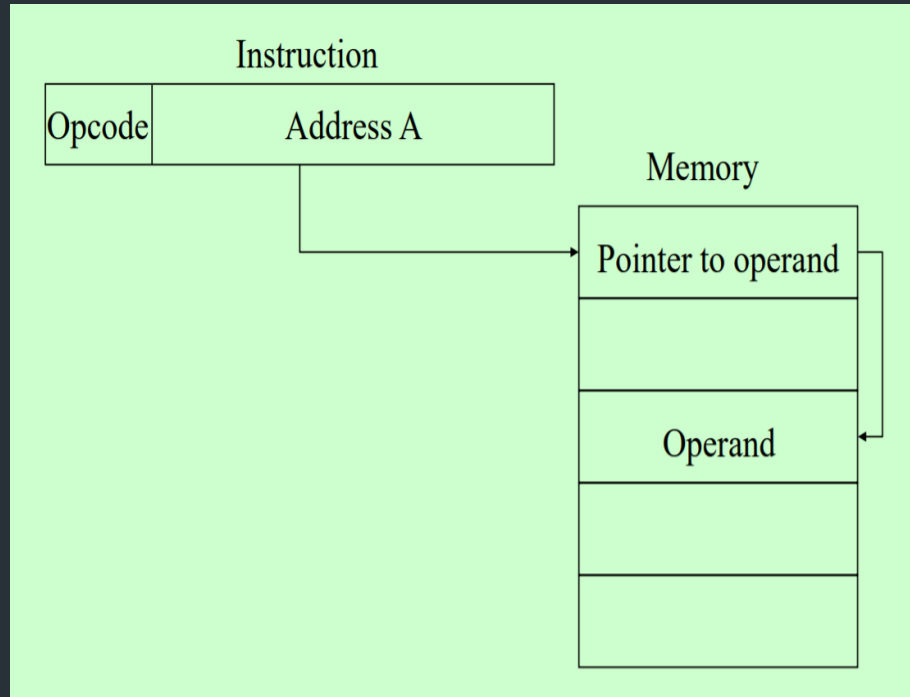 Instruction
Opcode
Address A
Memory
Pointer to operand
Operand